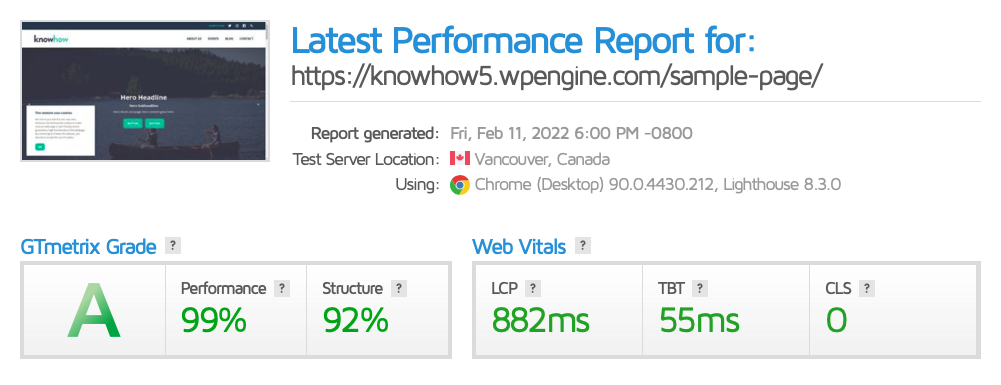 Latest Performance Report for:
https://knowhow5.wpengine.com/sample-page/
knowhow
ABOUT US EVENTS BLOG CONTACT
Hero Headline
Hero Subheadline
Report generated: Fri, Feb 11, 2022 6:00 PM -0800
Test Server Location: Vancouver, Canada
Using: Chrome (Desktop) 90.0.4430.212, Lighthouse 8.3.0
GTmetrix Grade ?
Web Vitals ?
A
Performance ?
99%
Structure ?
92%
LCP ?
882ms
TBT ?
55ms
CLS ?
0